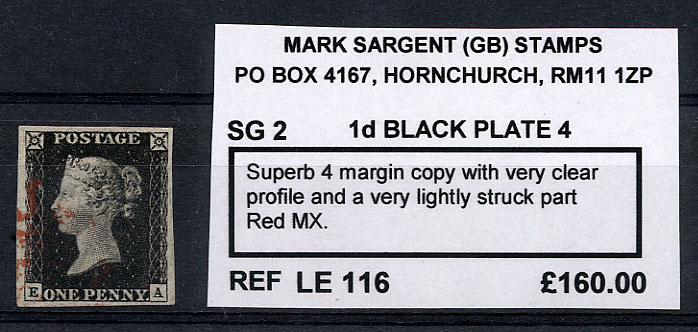 POSTAGE
E ONE PENNY. A
MARK SARGENT (GB) STAMPS
PO BOX 4167, HORNCHURCH, RM11 1ZP
SG 2 1d BLACK PLATE 4
Superb 4 margin copy with very clear
profile and a very lightly struck part
Red MX.
REF LE 116 £160.00